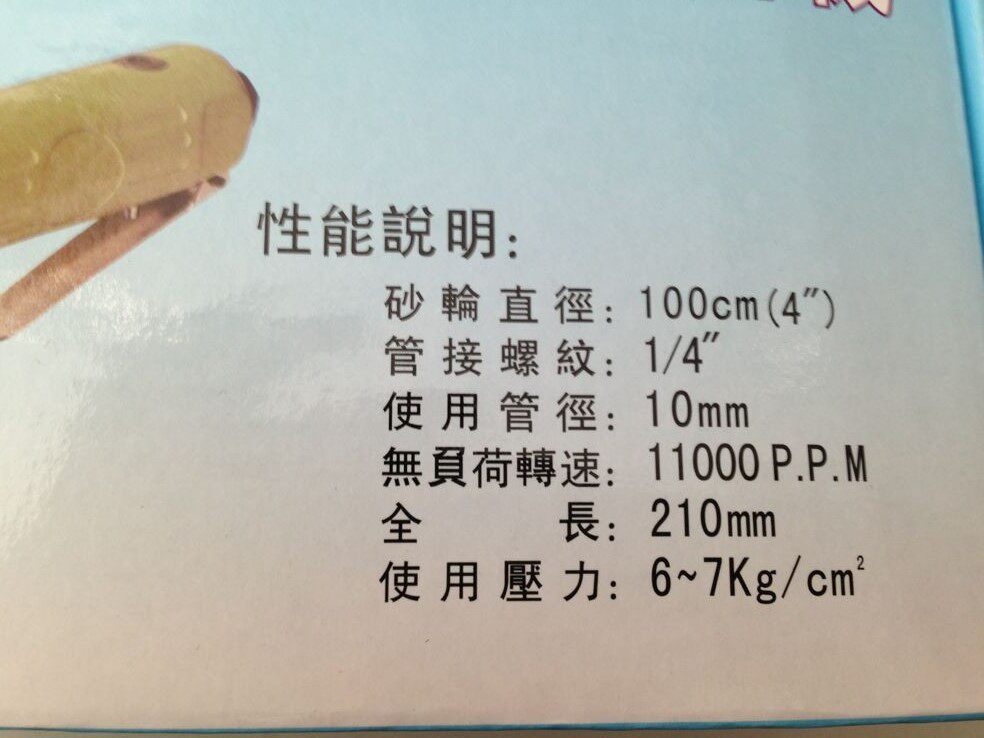 性能說明:
砂輪直徑: 100cm(4")
管接螺紋: 1/4"
使用管徑: 10mm
無負荷轉速: 11000 P.P.M
全長: 210mm
使用壓力: 6~7Kg/cm²